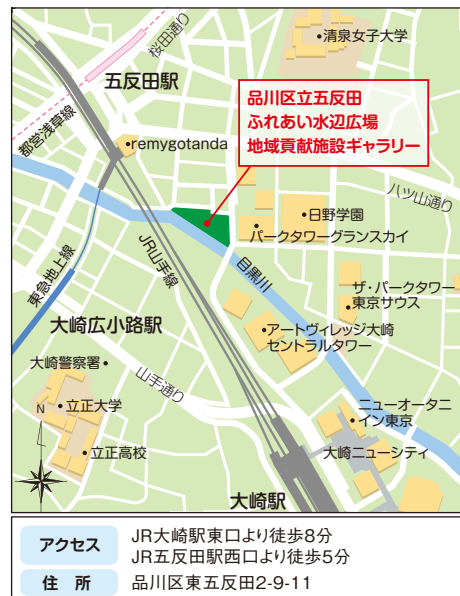 清泉女子大学
桜田通り
五反田駅
品川区立五反田
ふれあい水辺広場
地域貢献施設ギャラリー
都営浅草線
remygotanda
八ツ山通り
日野学園
パークタワーグランスカイ
JR山手線
目黒川
東急池上線
ザ・パークタワー
東京サウス
大崎広小路駅
アートヴィレッジ大崎
セントラルタワー
大崎警察署
山手通り
立正大学
ニューオータニ
イン東京
N
立正高校
大崎ニューシティ
大崎駅
アクセス
JR大崎駅東口より徒歩8分
JR五反田駅西口より徒歩5分
住 所
品川区東五反田2-9-11